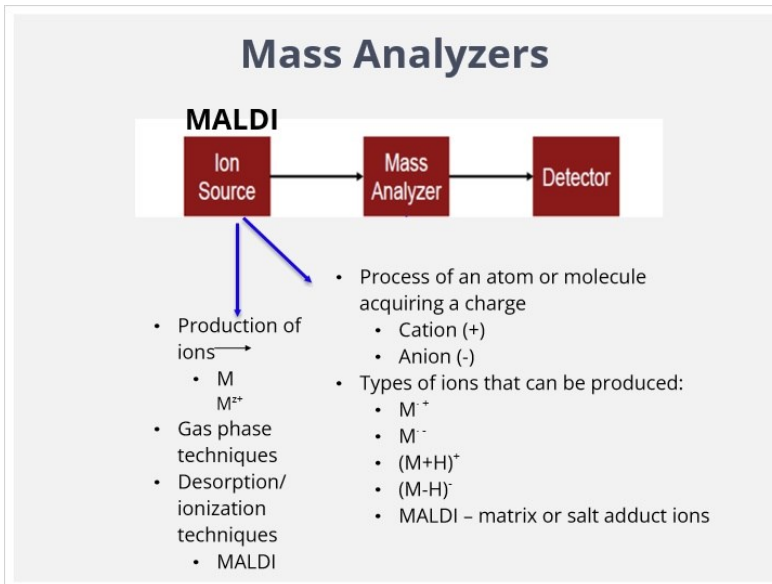 Mass Analyzers
MALDI
Ion
Source
Mass
Analyzer
Detector
• Production of
ions
• M
M^z+
• Gas phase
techniques
• Desorption/
ionization
techniques
• MALDI
• Process of an atom or molecule
acquiring a charge
• Cation (+)
• Anion (-)
• Types of ions that can be produced:
• M^·+
• M^·-
• (M+H)^+
• (M-H)^-
• MALDI – matrix or salt adduct ions